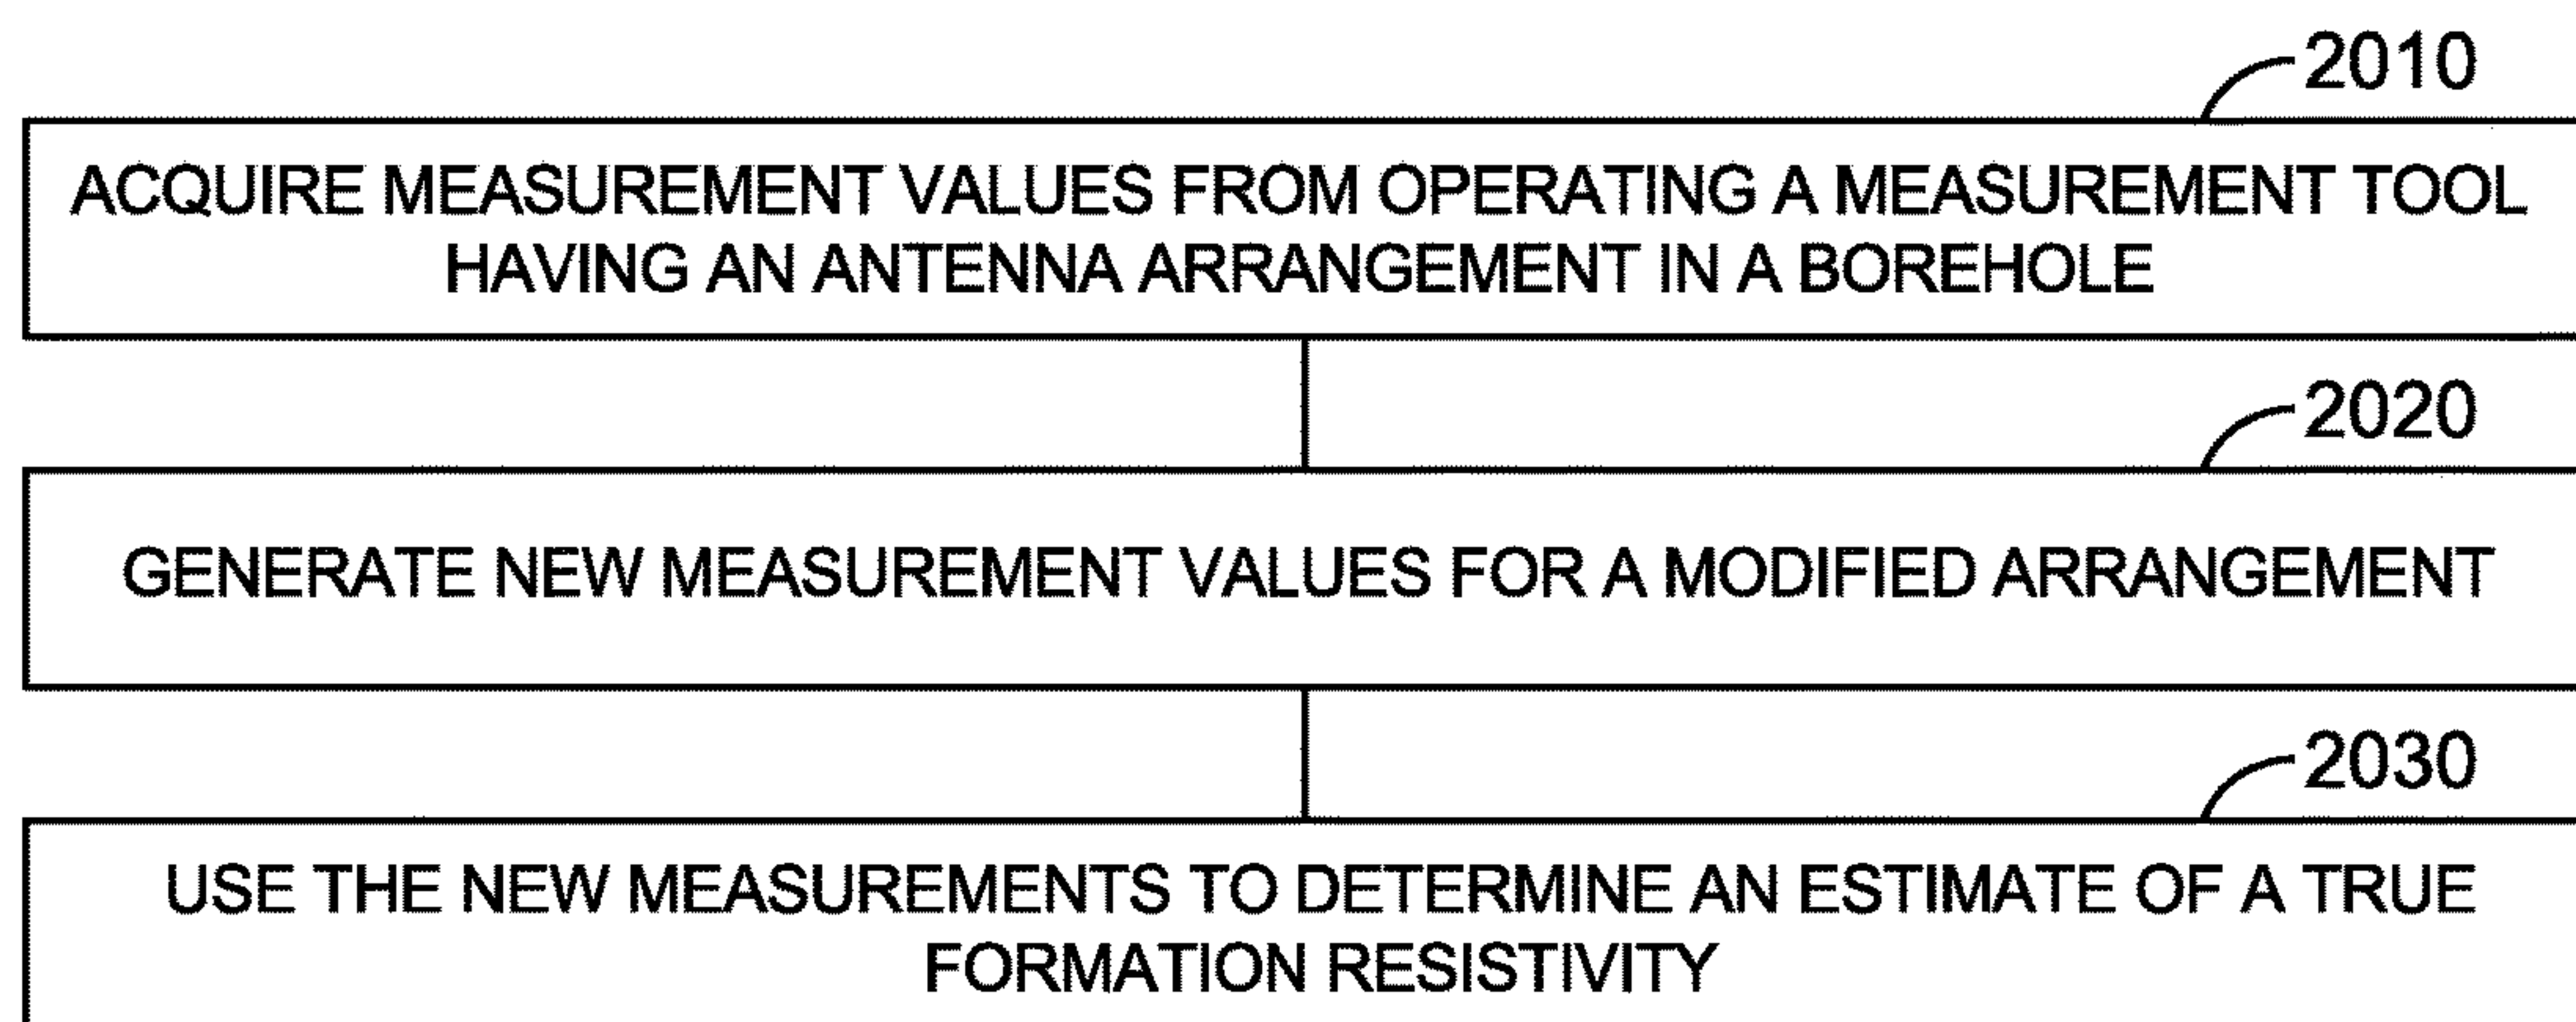 2010
ACQUIRE MEASUREMENT VALUES FROM OPERATING A MEASUREMENT TOOL
HAVING AN ANTENNA ARRANGEMENT IN A BOREHOLE
2020
GENERATE NEW MEASUREMENT VALUES FOR A MODIFIED ARRANGEMENT
2030
USE THE NEW MEASUREMENTS TO DETERMINE AN ESTIMATE OF A TRUE
FORMATION RESISTIVITY